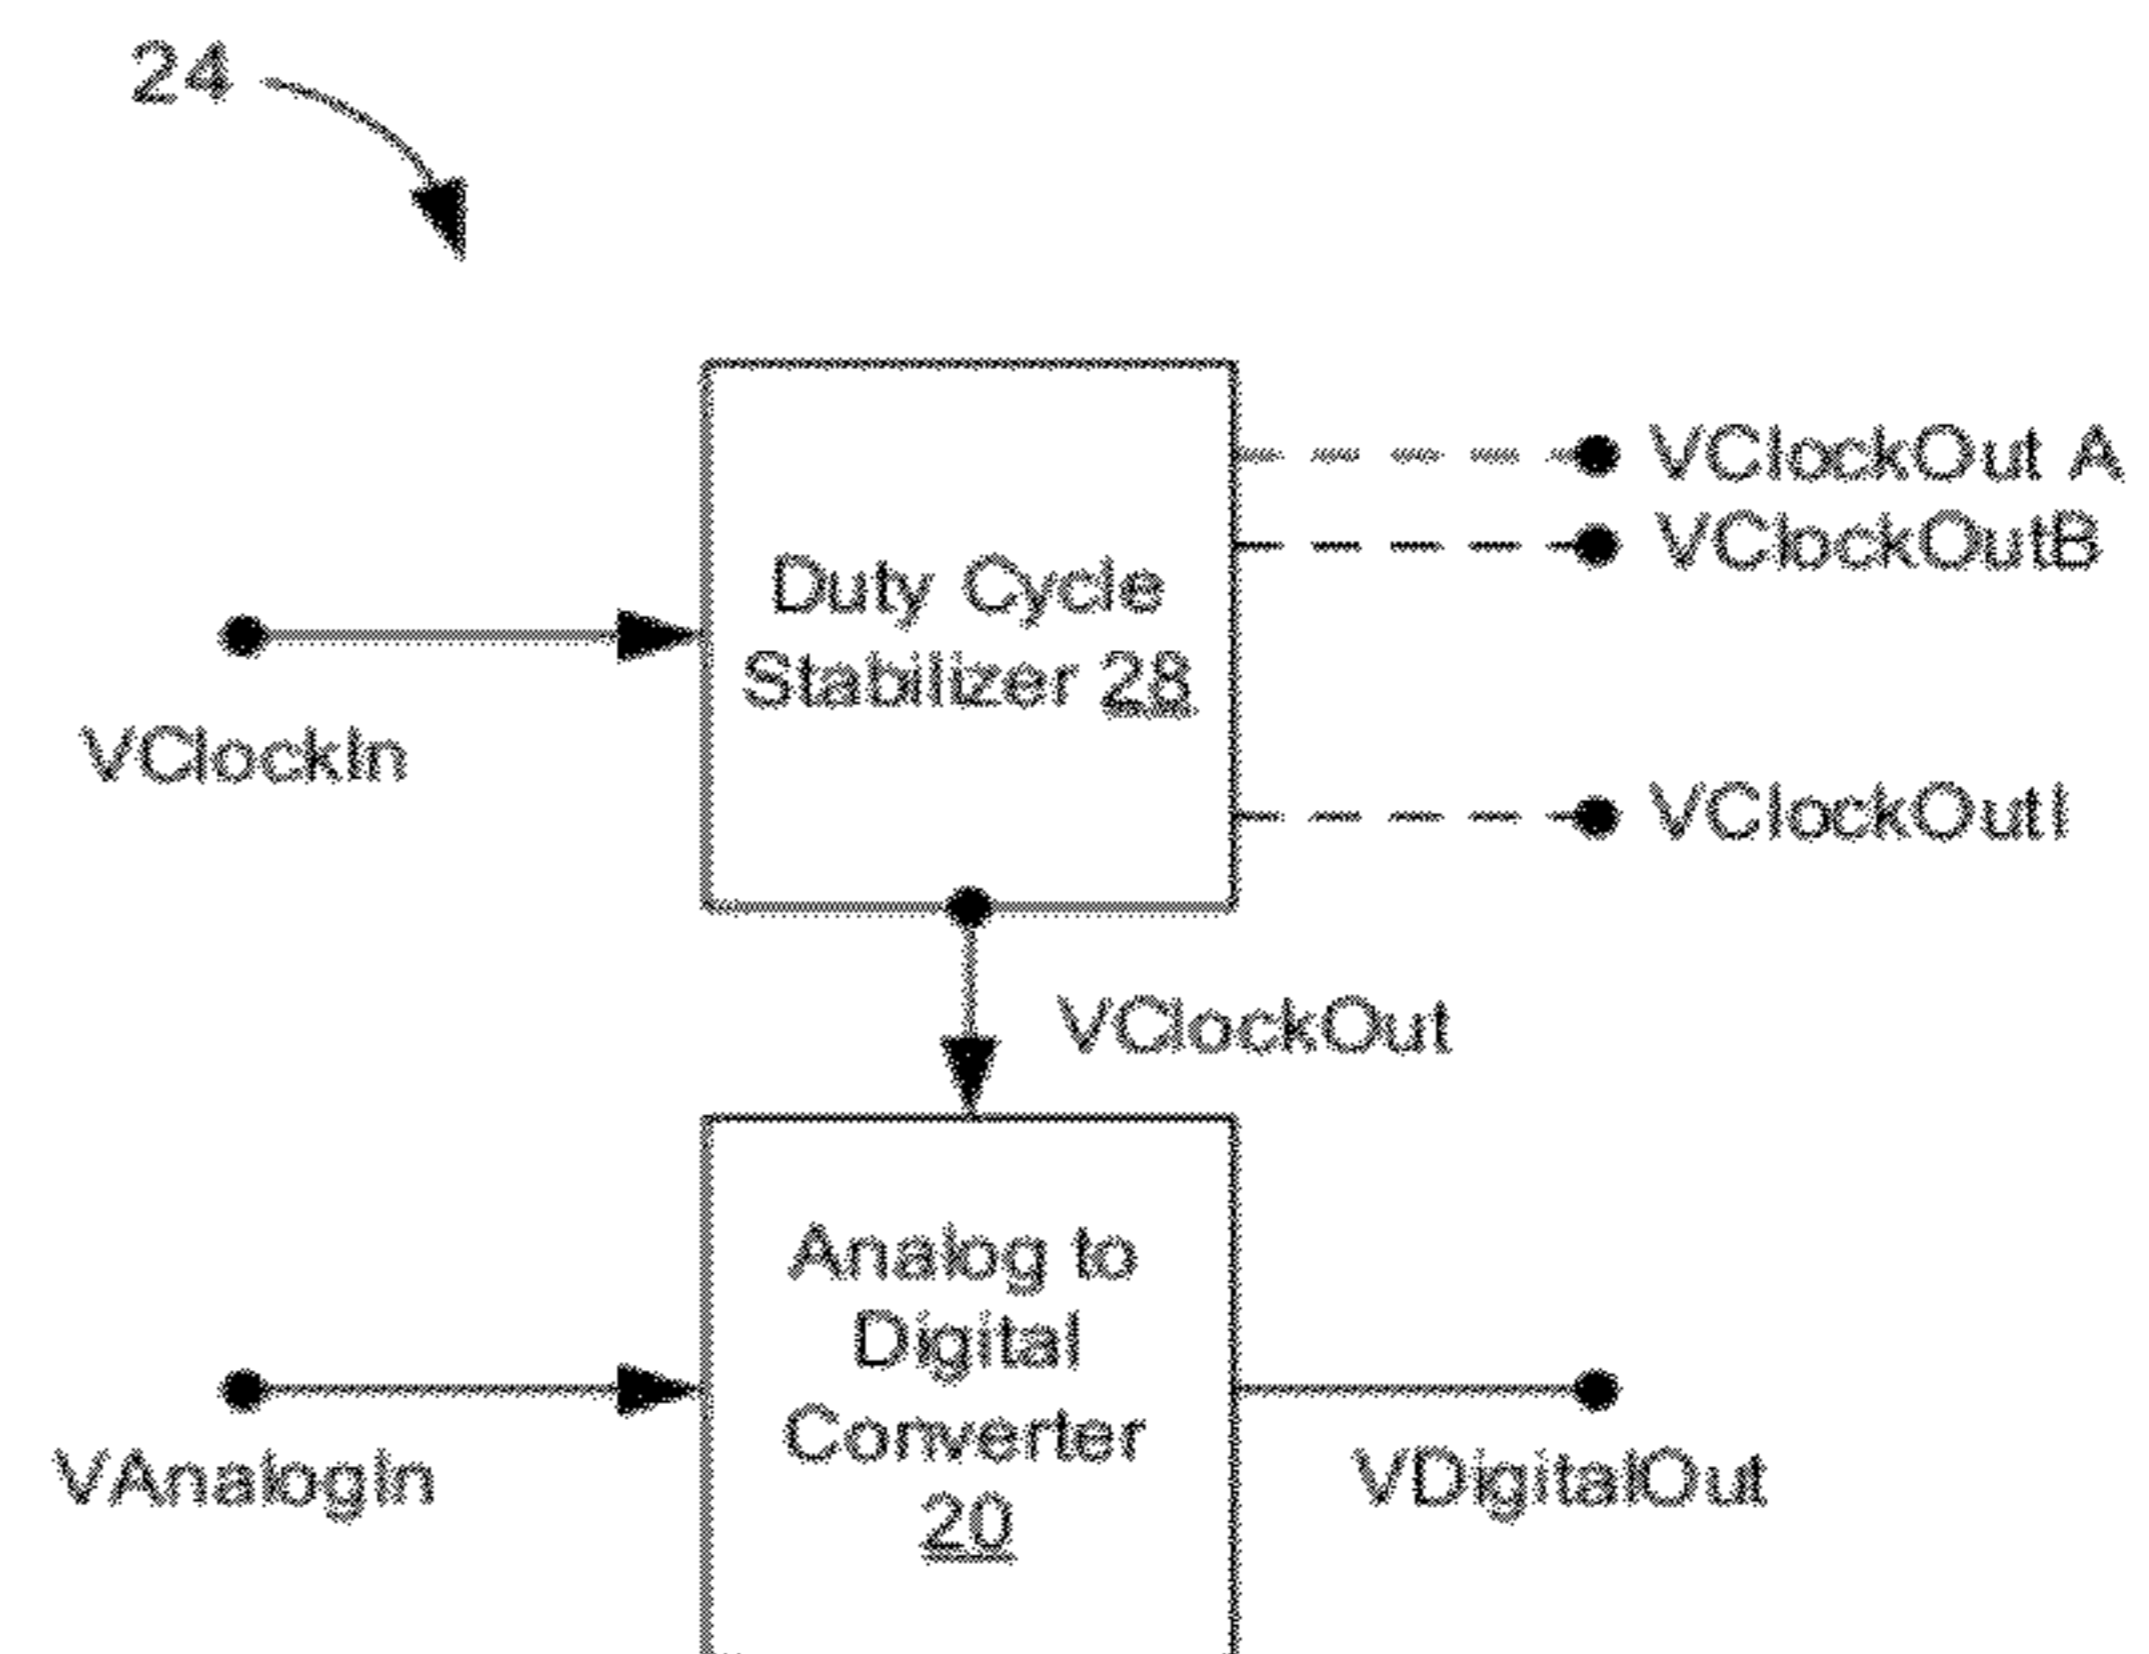 24
VClockOut A
VClockOutB
Duty Cycle
Stabilizer 28
VClockIn
VClockOutI
VClockOut
Analog to
Digital
Converter
20
VAnalogIn
VDigitalOut